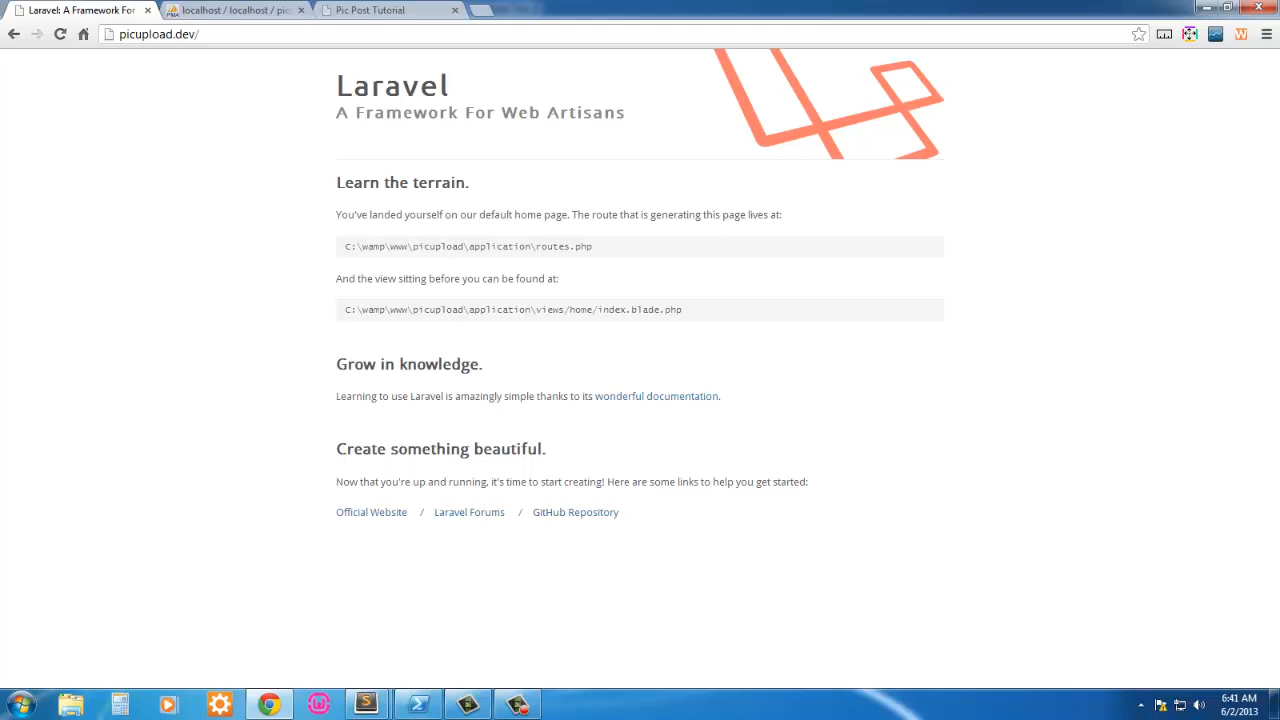 Laravel: A Framework For
localhost / localhost / pic
Pic Post Tutorial
picupload.dev/
Laravel
A Framework For Web Artisans
Learn the terrain.
You've landed yourself on our default home page. The route that is generating this page lives at:
C:\wamp\www\picupload\application\routes.php
And the view sitting before you can be found at:
C:\wamp\www\picupload\application\views/home/index.blade.php
Grow in knowledge.
Learning to use Laravel is amazingly simple thanks to its wonderful documentation.
Create something beautiful.
Now that you're up and running, it's time to start creating! Here are some links to help you get started:
Official Website / Laravel Forums / GitHub Repository
6:41 AM
6/2/2013